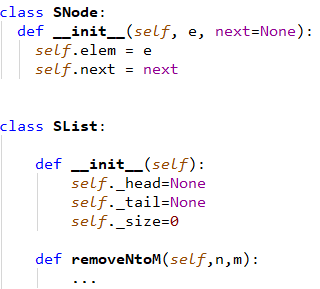 class SNode:
  def __init__(self, e, next=None):
    self.elem = e
    self.next = next
class SList:
    def __init__(self):
        self._head=None
        self._tail=None
        self._size=0
    def removeNtoM(self,n,m):
        ...